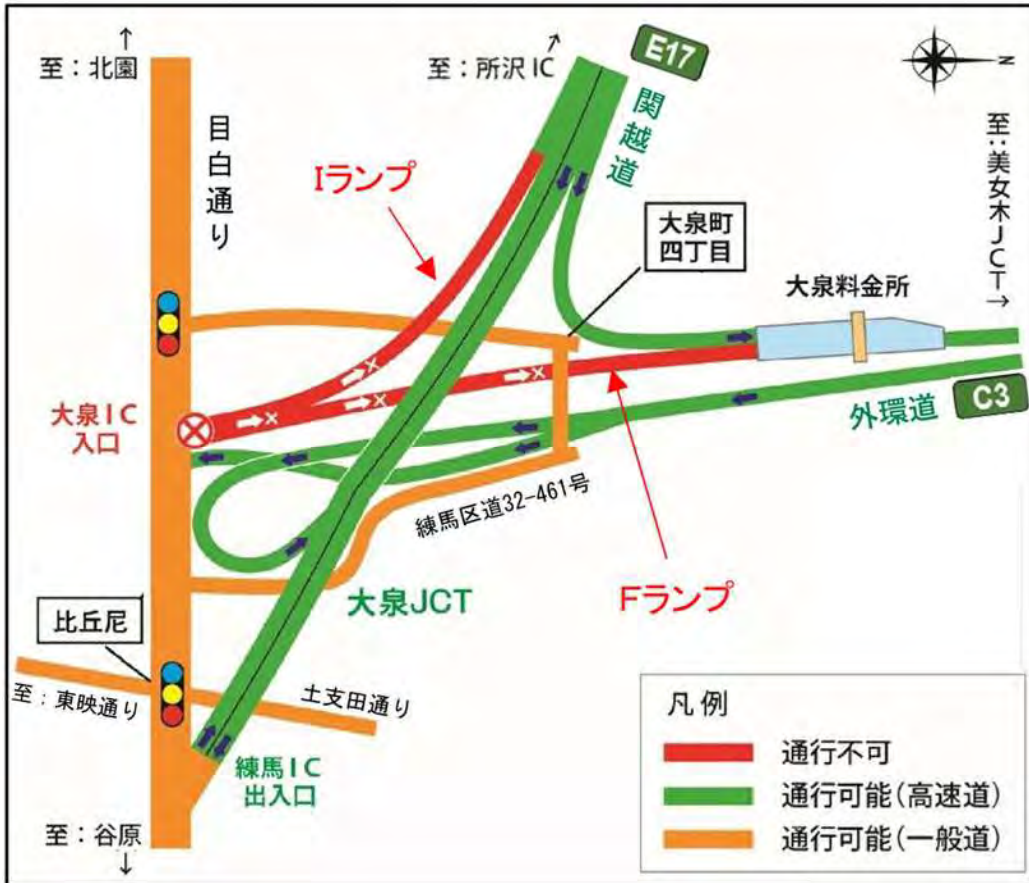 ↑
至：北園
目白通り
↑
至：所沢IC
E17
関越道
N
至：美女木JCT→
Iランプ
大泉町
四丁目
大泉料金所
大泉IC
入口
外環道
C3
練馬区道32-461号
Fランプ
大泉JCT
比丘尼
至：東映通り
土支田通り
練馬IC
出入口
至：谷原
↓
凡例
通行不可
通行可能(高速道)
通行可能(一般道)